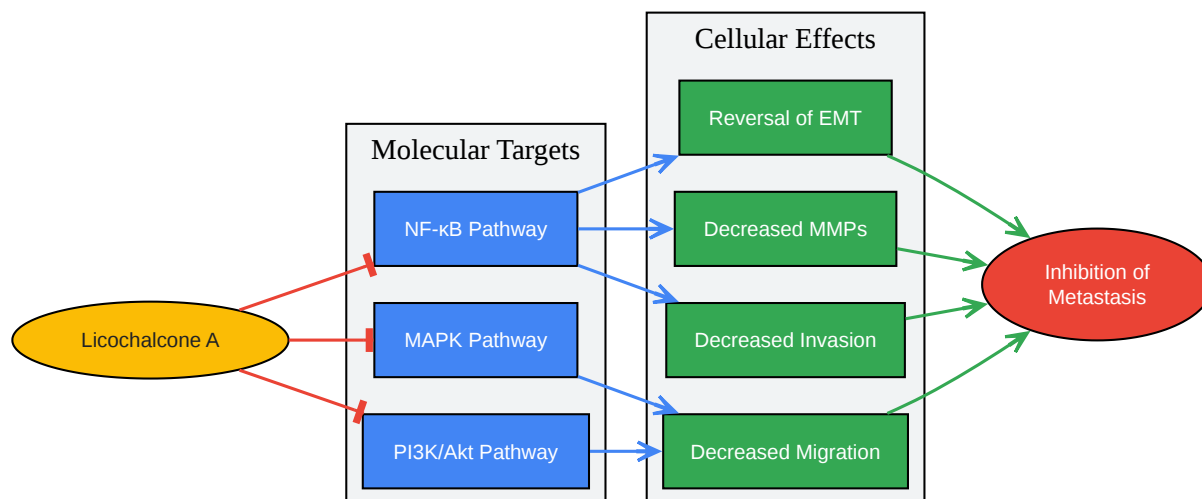 Licochalcone A
Molecular Targets
NF-κB Pathway
MAPK Pathway
PI3K/Akt Pathway
Cellular Effects
Reversal of EMT
Decreased MMPs
Decreased Invasion
Decreased Migration
Inhibition of
Metastasis